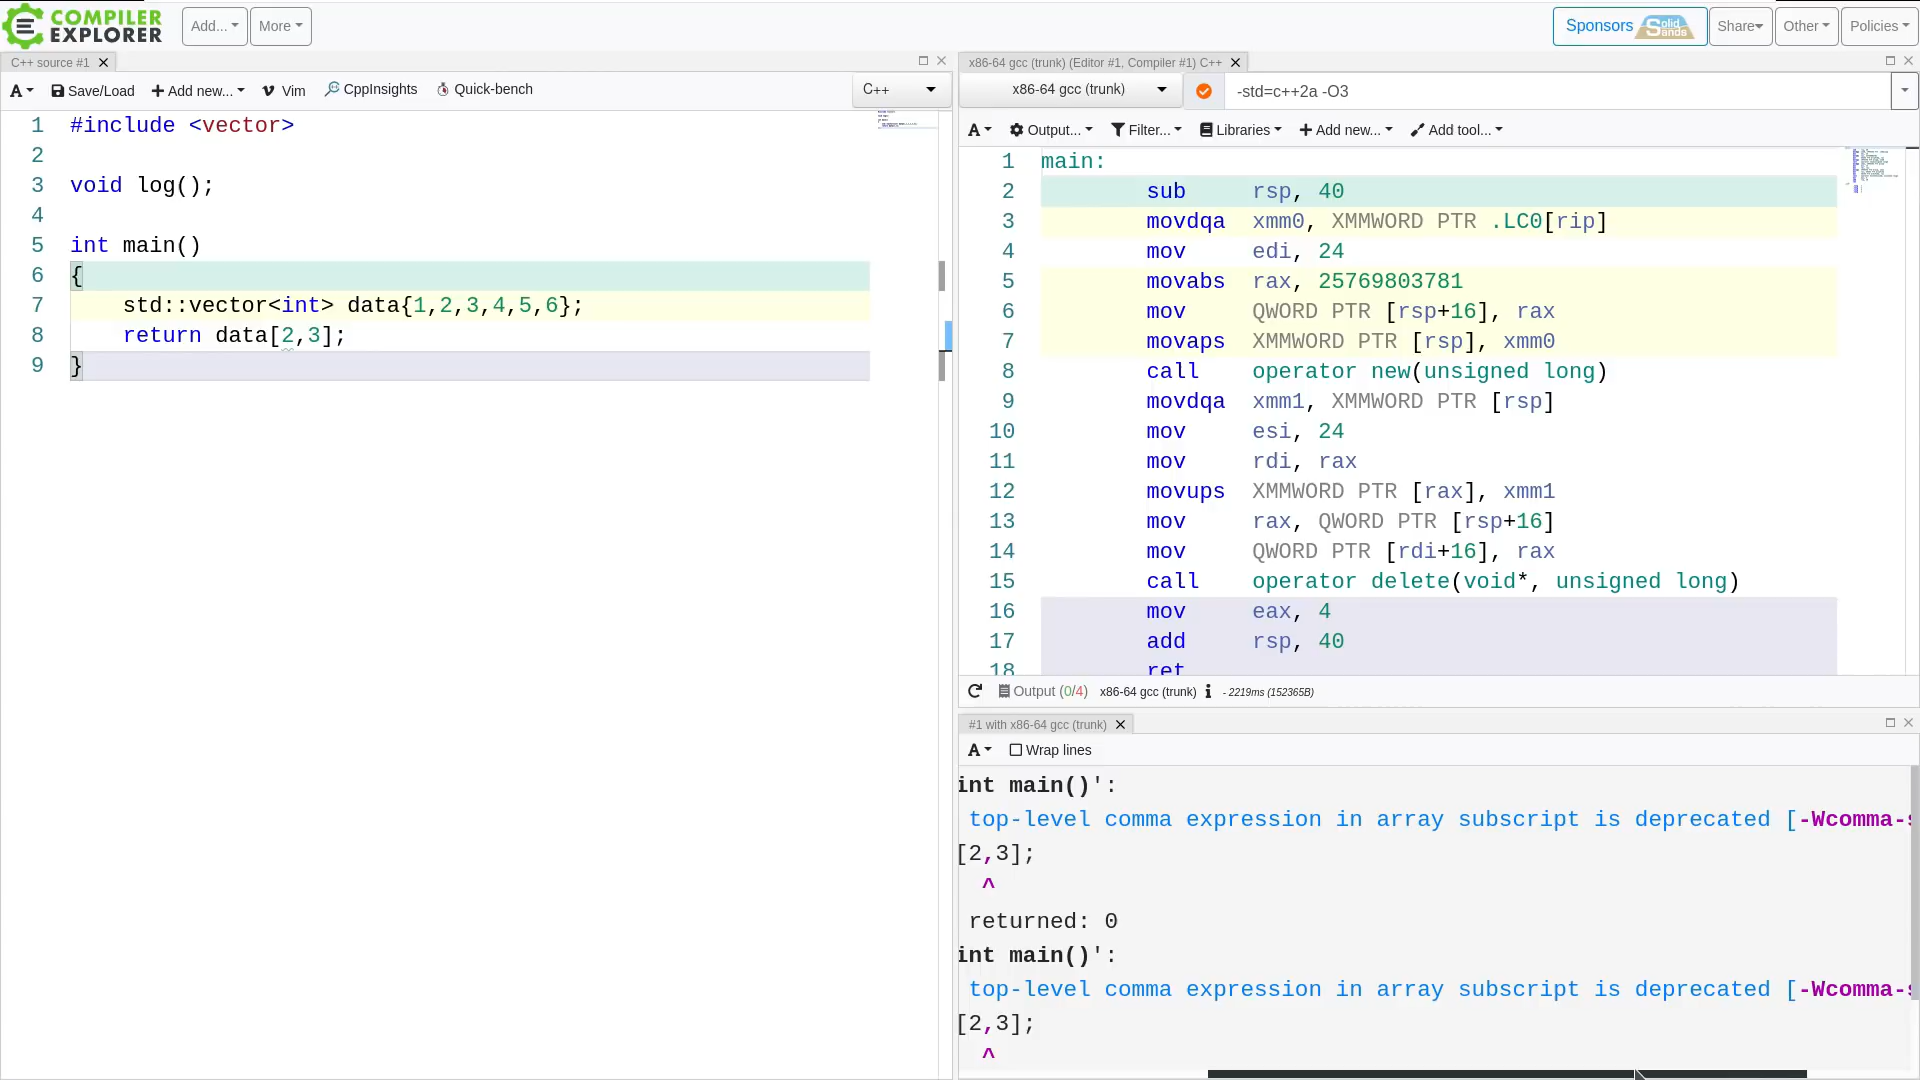 COMPILER
EXPLORER
Add...
More
Sponsors
Solid
Sands
Share
Other
Policies
C++ source #1
A
Save/Load
Add new...
Vim
CppInsights
Quick-bench
C++
1 #include <vector>
2
3 void log();
4
5 int main()
6 {
7 std::vector<int> data{1,2,3,4,5,6};
8 return data[2,3];
9 }
x86-64 gcc (trunk) (Editor #1, Compiler #1) C++
x86-64 gcc (trunk)
-std=c++2a -O3
A
Output...
Filter...
Libraries
Add new...
Add tool...
1 main:
2 sub rsp, 40
3 movdqa xmm0, XMMWORD PTR .LC0[rip]
4 mov edi, 24
5 movabs rax, 25769803781
6 mov QWORD PTR [rsp+16], rax
7 movaps XMMWORD PTR [rsp], xmm0
8 call operator new(unsigned long)
9 movdqa xmm1, XMMWORD PTR [rsp]
10 mov esi, 24
11 mov rdi, rax
12 movups XMMWORD PTR [rax], xmm1
13 mov rax, QWORD PTR [rsp+16]
14 mov QWORD PTR [rdi+16], rax
15 call operator delete(void*, unsigned long)
16 mov eax, 4
17 add rsp, 40
18 ret
Output (0/4) x86-64 gcc (trunk) i - 2219ms (152365B)
#1 with x86-64 gcc (trunk)
A
Wrap lines
int main()':
top-level comma expression in array subscript is deprecated [-Wcomma-s
[2,3];
^
returned: 0
int main()':
top-level comma expression in array subscript is deprecated [-Wcomma-s
[2,3];
^